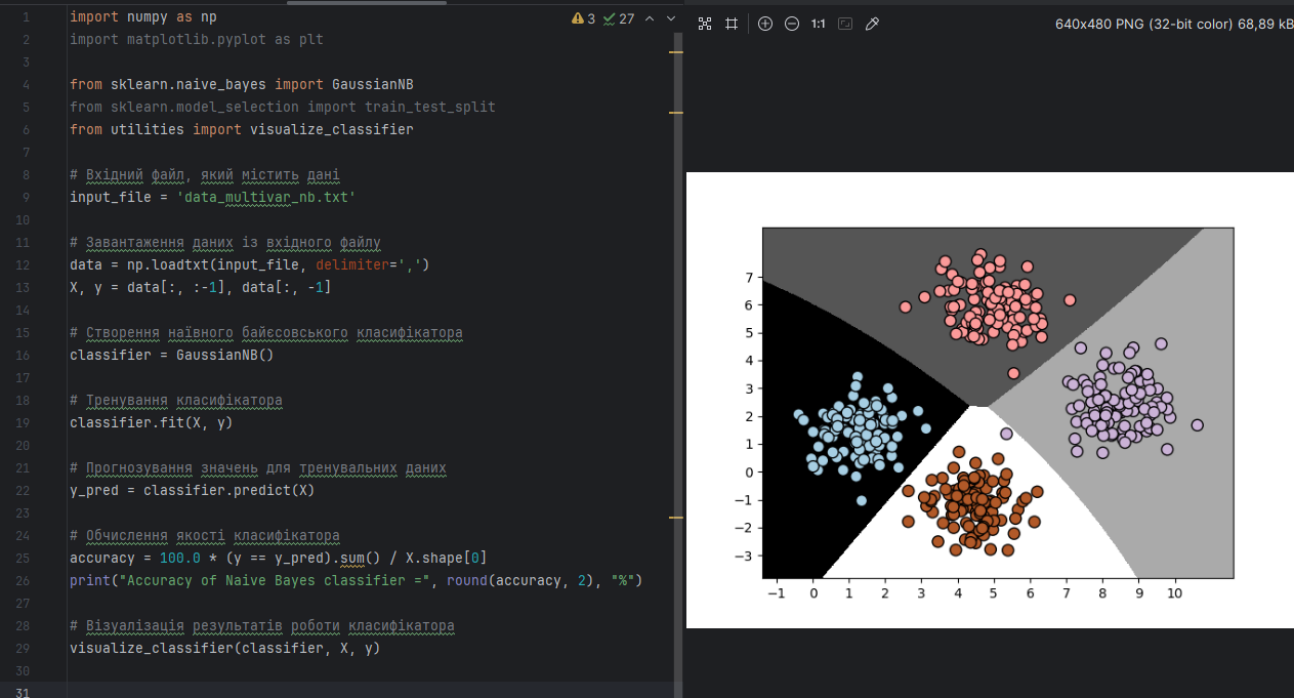 1 import numpy as np
2 import matplotlib.pyplot as plt
3
4 from sklearn.naive_bayes import GaussianNB
5 from sklearn.model_selection import train_test_split
6 from utilities import visualize_classifier
7
8 # Вхідний файл, який містить дані
9 input_file = 'data_multivar_nb.txt'
10
11 # Завантаження даних із вхідного файлу
12 data = np.loadtxt(input_file, delimiter=',')
13 X, y = data[:, :-1], data[:, -1]
14
15 # Створення наївного байєсовського класифікатора
16 classifier = GaussianNB()
17
18 # Тренування класифікатора
19 classifier.fit(X, y)
20
21 # Прогнозування значень для тренувальних даних
22 y_pred = classifier.predict(X)
23
24 # Обчислення якості класифікатора
25 accuracy = 100.0 * (y == y_pred).sum() / X.shape[0]
26 print("Accuracy of Naive Bayes classifier =", round(accuracy, 2), "%")
27
28 # Візуалізація результатів роботи класифікатора
29 visualize_classifier(classifier, X, y)
30
31
3 27
1:1
640x480 PNG (32-bit color) 68,89 kB
7
6
5
4
3
2
1
0
−1
−2
−3
−1 0 1 2 3 4 5 6 7 8 9 10